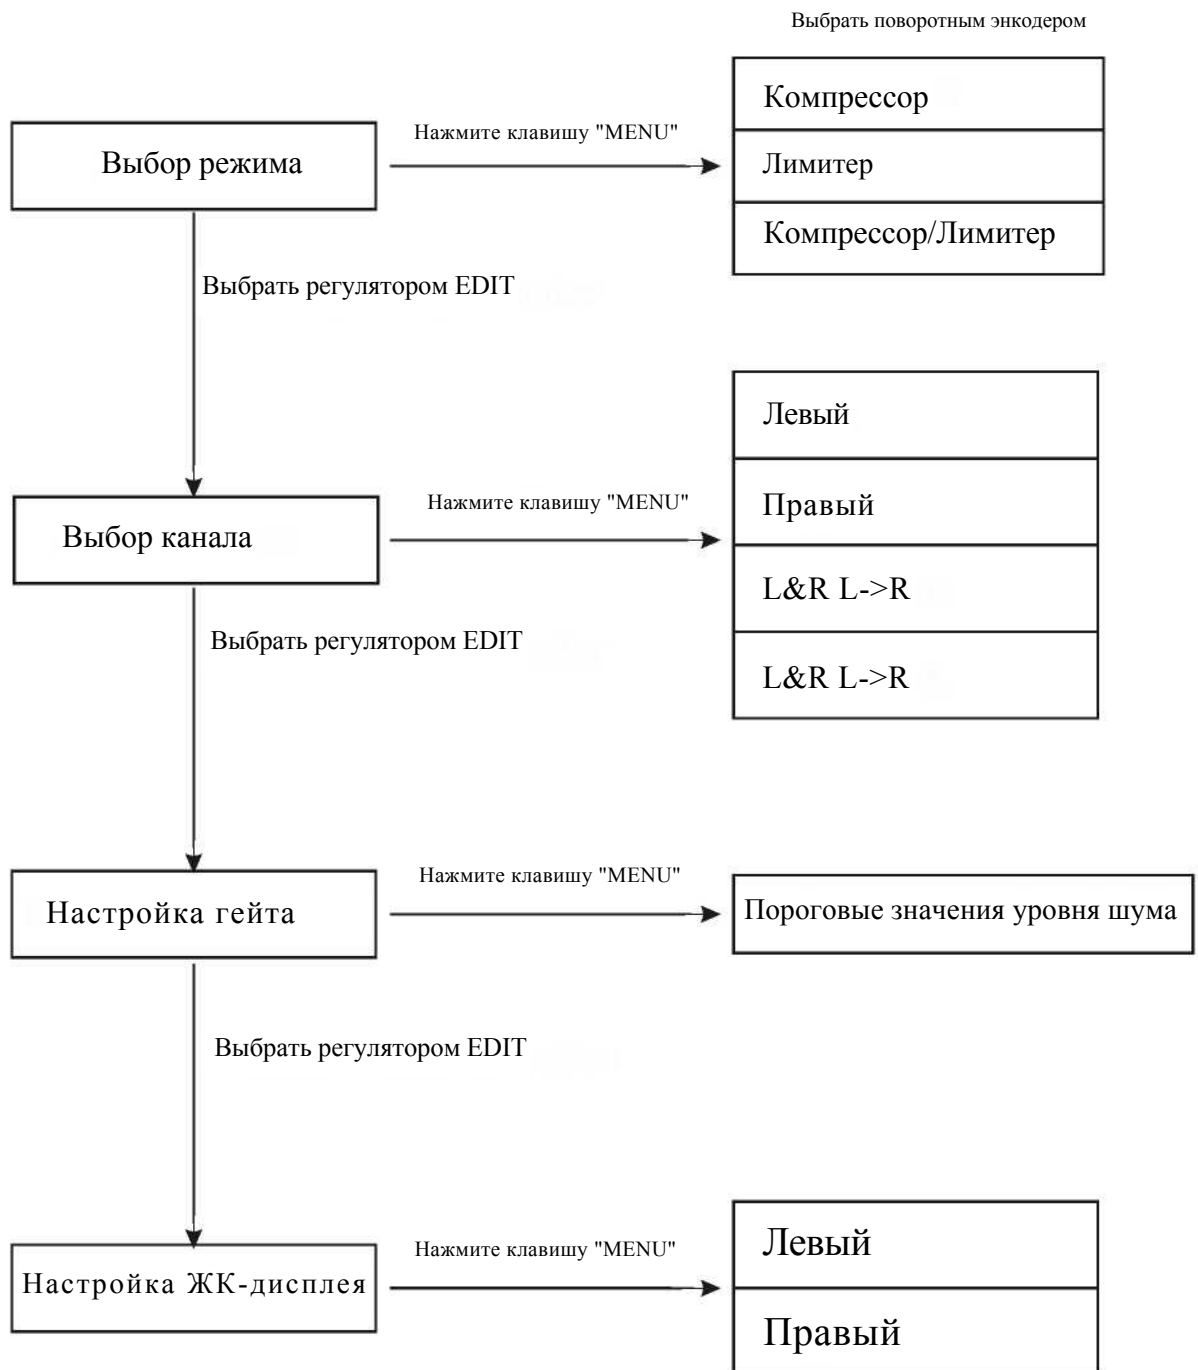 Выбрать поворотным энкодером
Компрессор
Нажмите клавишу "MENU"
Выбор режима
Лимитер
Компрессор/Лимитер
Выбрать регулятором EDIT
Левый
Нажмите клавишу "MENU"
Правый
Выбор канала
L&R L->R
Выбрать регулятором EDIT
L&R L->R
Нажмите клавишу "MENU"
Настройка гейта
Пороговые значения уровня шума
Выбрать регулятором EDIT
Левый
Нажмите клавишу "MENU"
Настройка ЖК-дисплея
Правый